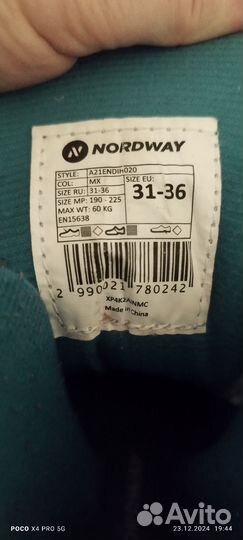 NORDWAY
STYLE: A21ENDIH020
COL: MX
SIZE RU: 31-36
SIZE MP: 190 - 225
MAX WT: 60 KG
EN15638
SIZE EU:
31-36
2 990021 780242
Made in China
POCO X4 PRO 5G
23.12.2024 19:44
Avito